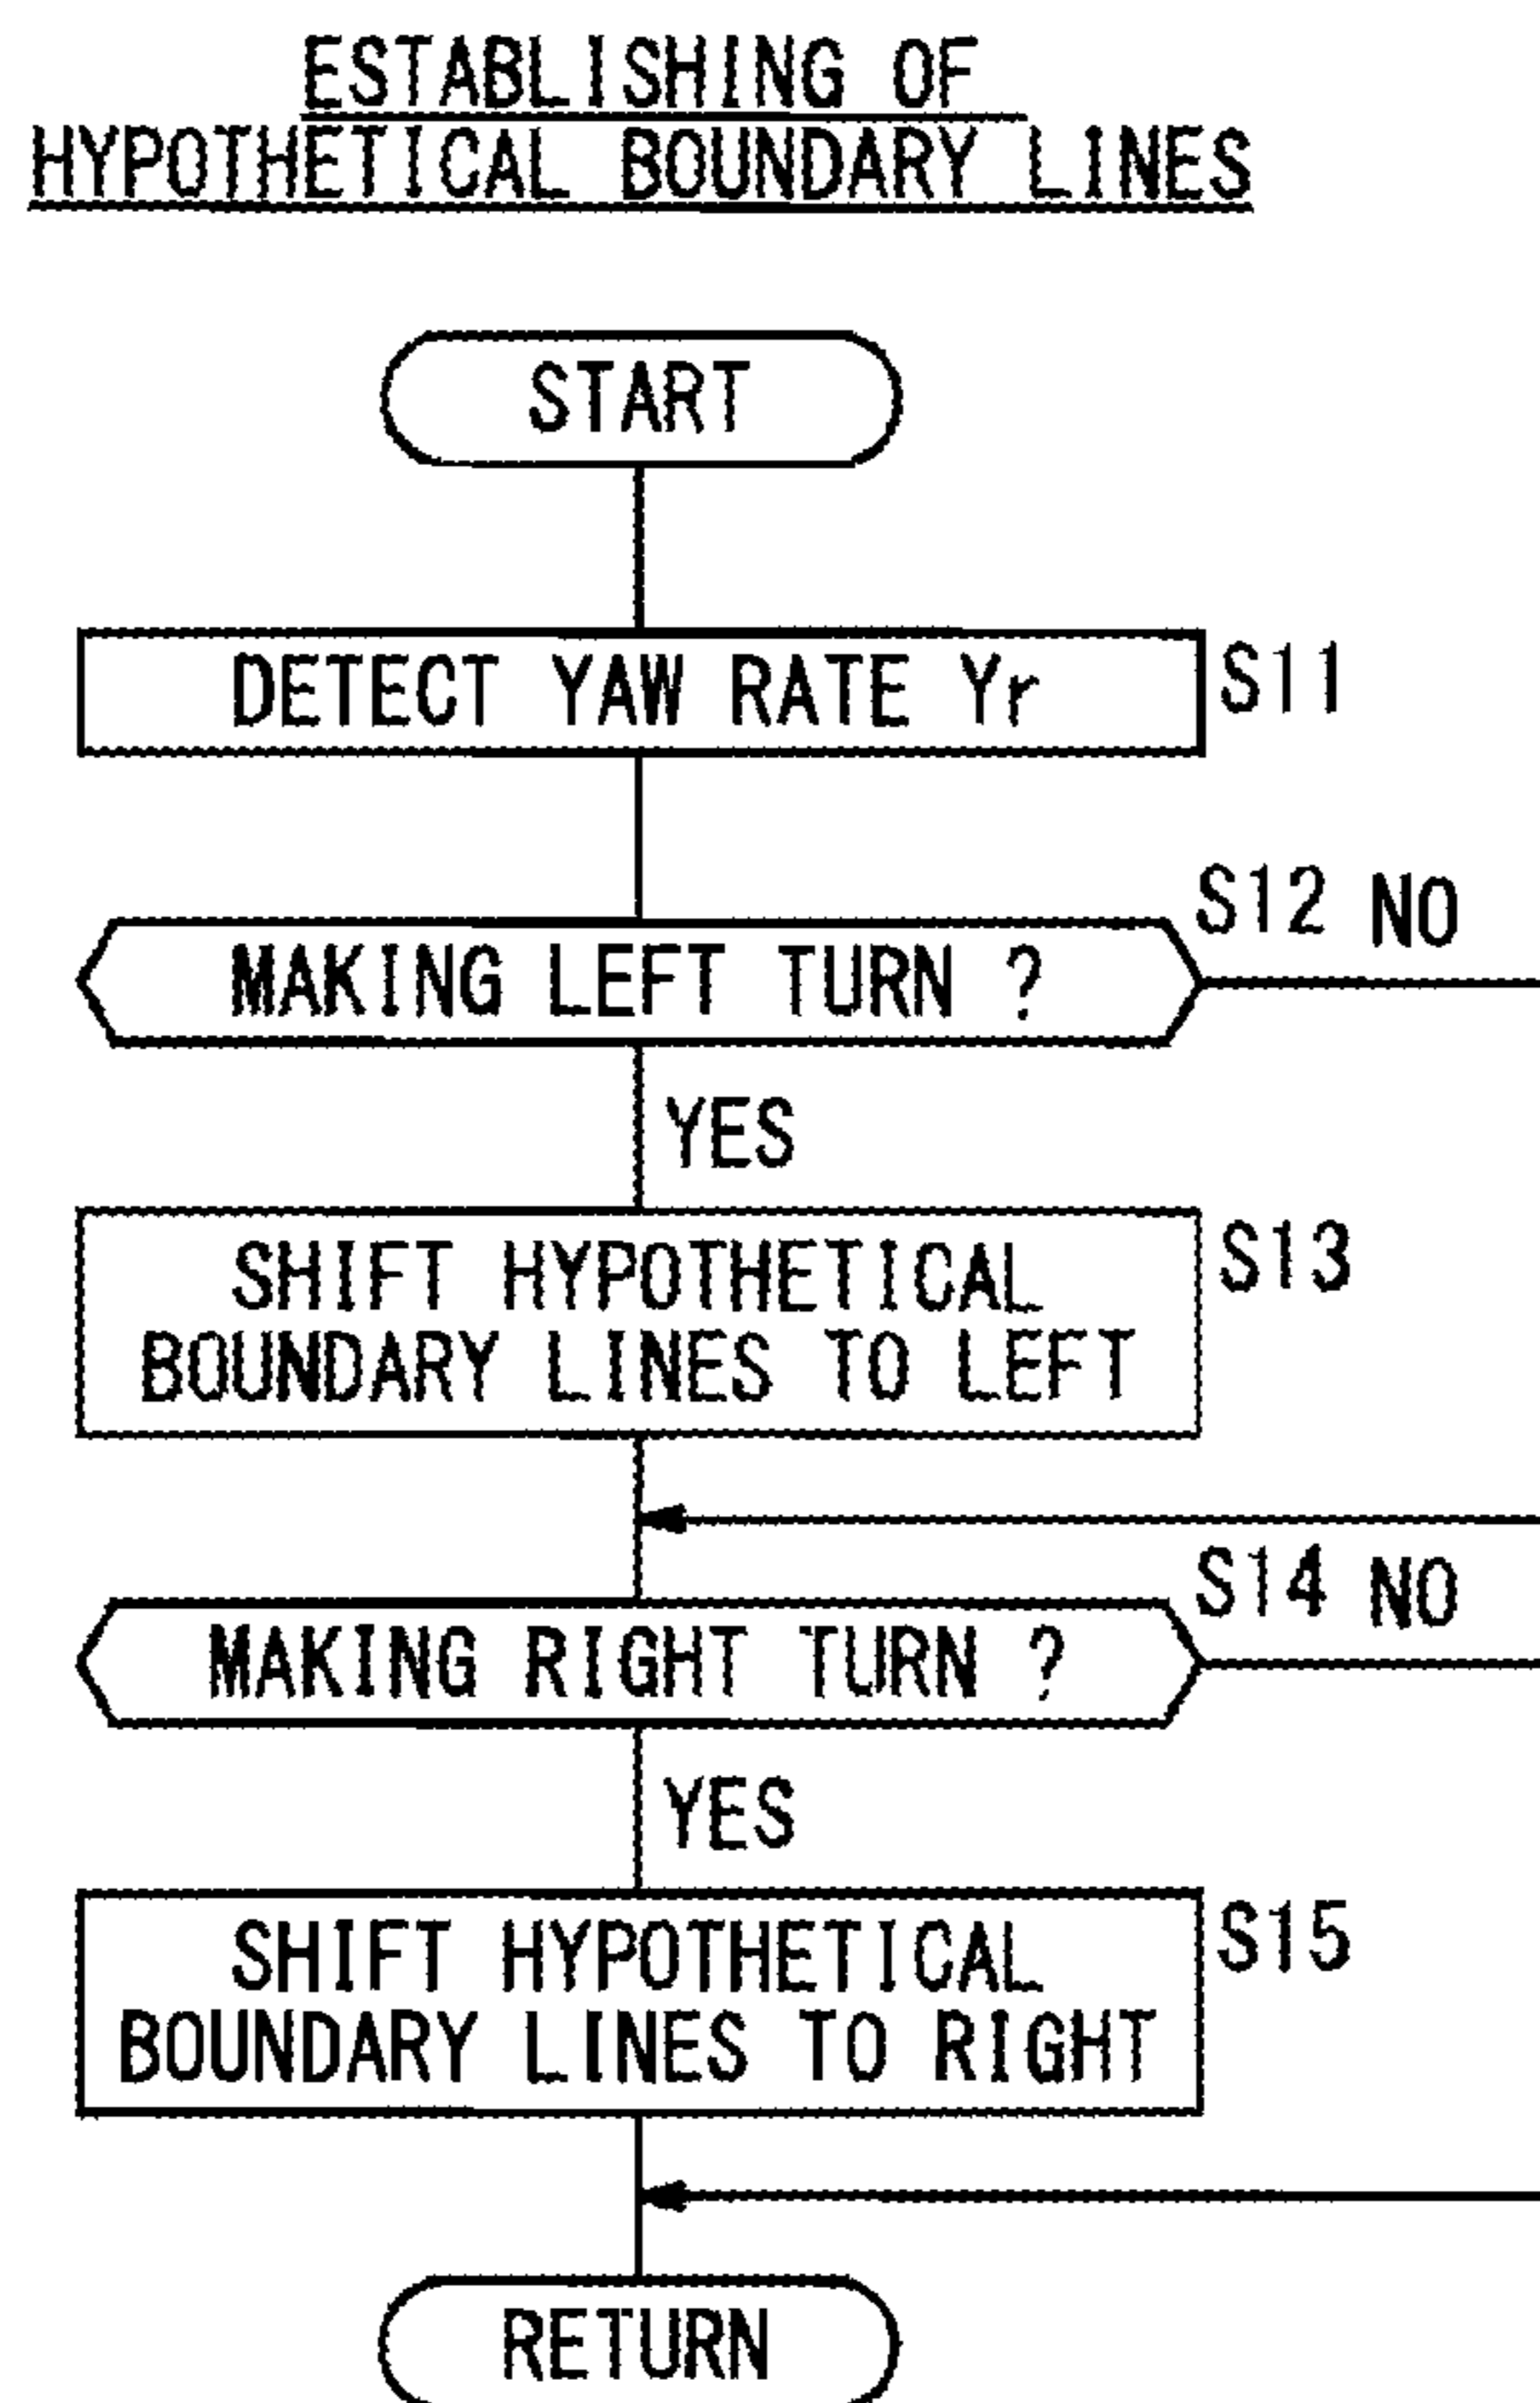 ESTABLISHING OF
HYPOTHETICAL BOUNDARY LINES
START
DETECT YAW RATE Yr
S11
S12 NO
MAKING LEFT TURN ?
YES
SHIFT HYPOTHETICAL
BOUNDARY LINES TO LEFT
S13
S14 NO
MAKING RIGHT TURN ?
YES
SHIFT HYPOTHETICAL
BOUNDARY LINES TO RIGHT
S15
RETURN